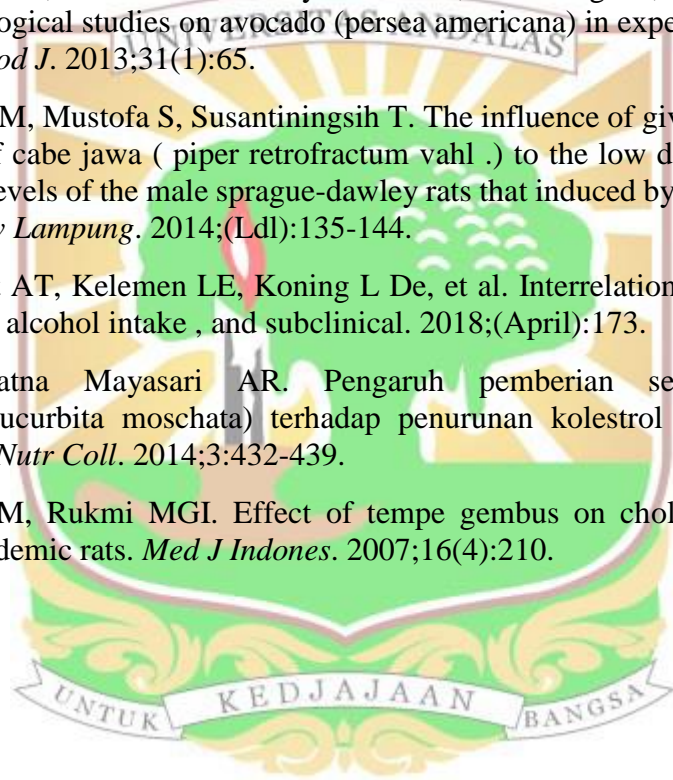 ogical studies on avocado (persea americana) in expe
UNIVERSITAS ANDALAS
od J. 2013;31(1):65.
M, Mustofa S, Susantiningsih T. The influence of giv
f cabe jawa ( piper retrofractum vahl .) to the low d
evels of the male sprague-dawley rats that induced by
y Lampung. 2014;(Ldl):135-144.
AT, Kelemen LE, Koning L De, et al. Interrelation
alcohol intake , and subclinical. 2018;(April):173.
atna Mayasari AR. Pengaruh pemberian se
ucurbita moschata) terhadap penurunan kolestrol
Nutr Coll. 2014;3:432-439.
M, Rukmi MGI. Effect of tempe gembus on chol
demic rats. Med J Indones. 2007;16(4):210.
UNTUK KEDJAJAAN BANGSA